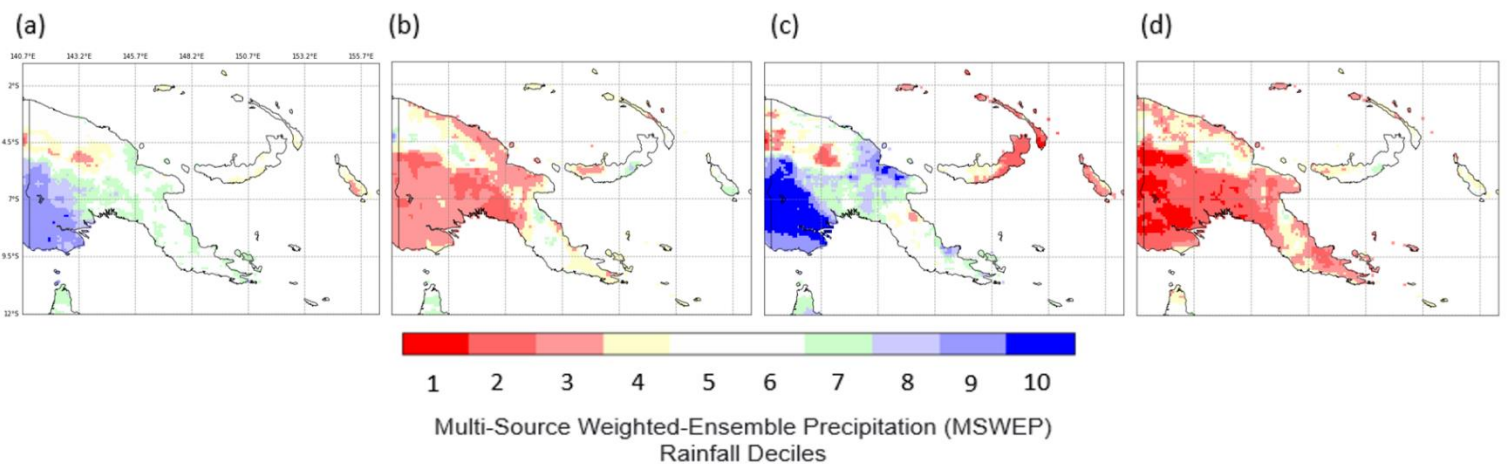 (a) (b) (c) (d)
140.7°E 143.2°E 145.7°E 148.2°E 150.7°E 153.2°E 155.7°E
2°S
4.5°S
7°S
9.5°S
12°S
1 2 3 4 5 6 7 8 9 10
Multi-Source Weighted-Ensemble Precipitation (MSWEP)
Rainfall Deciles